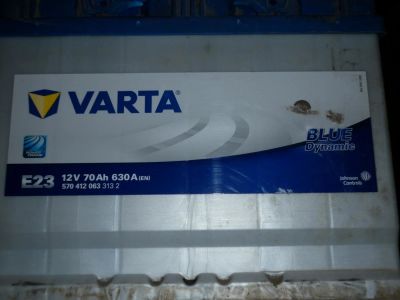 VARTA
BLUE
Dynamic
E23
12V 70Ah 630A (EN)
570 412 063 313 2
Johnson
Controls